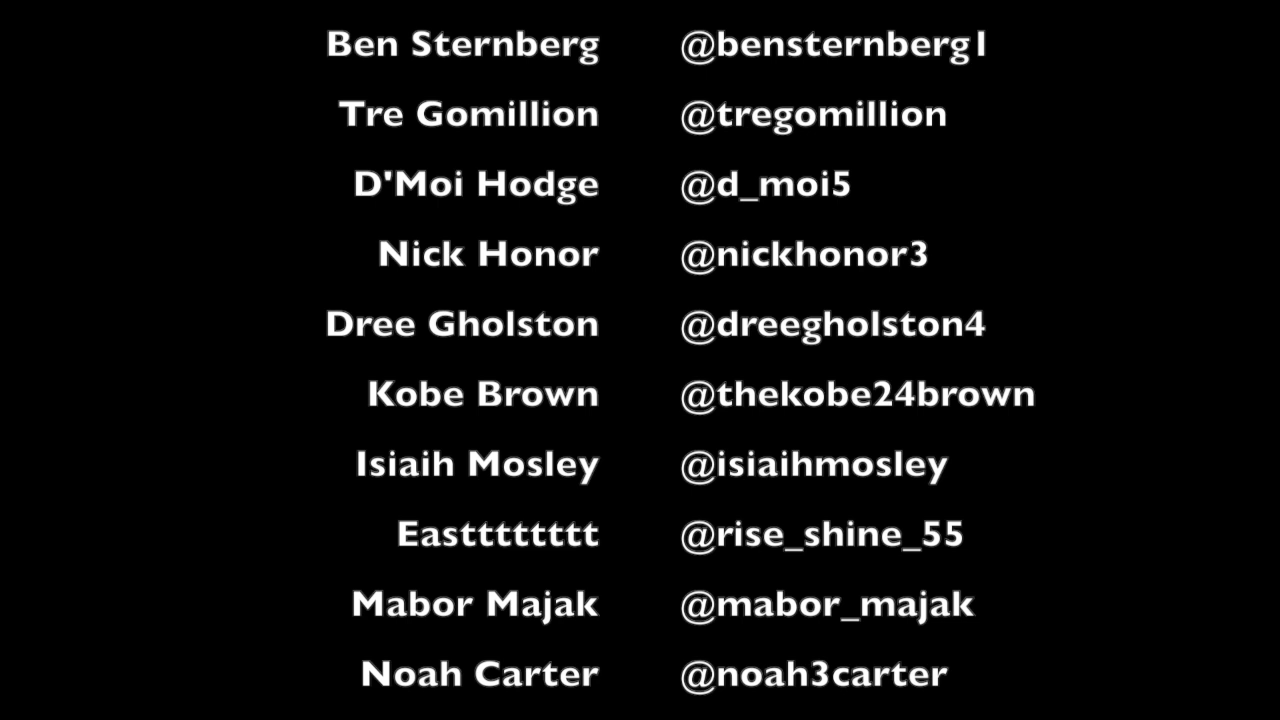 Ben Sternberg @bensternberg1
Tre Gomillion @tregomillion
D'Moi Hodge @d_moi5
Nick Honor @nickhonor3
Dree Gholston @dreegholston4
Kobe Brown @thekobe24brown
Isiaih Mosley @isiaihmosley
Easttttttttt @rise_shine_55
Mabor Majak @mabor_majak
Noah Carter @noah3carter